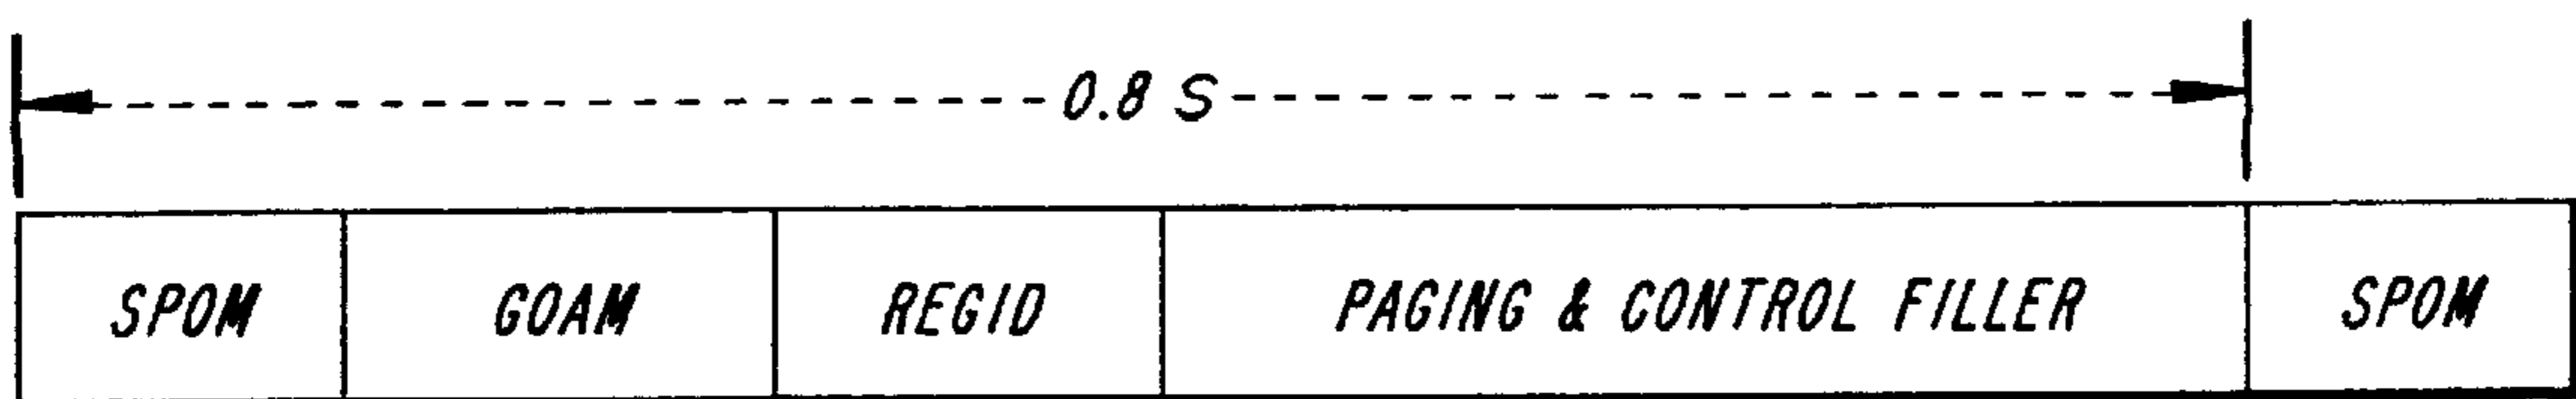 0.8 S
SPOM GOAM REGID PAGING & CONTROL FILLER SPOM